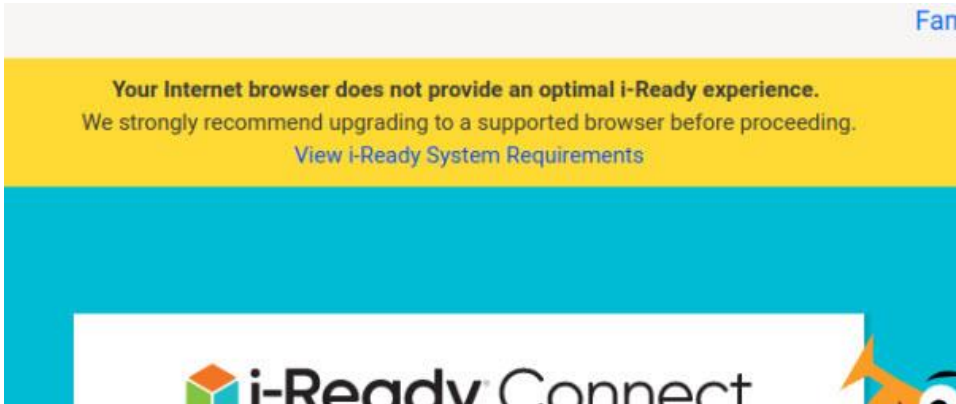 Fam
Your Internet browser does not provide an optimal i-Ready experience.
We strongly recommend upgrading to a supported browser before proceeding.
View i-Ready System Requirements
i-Ready Connect